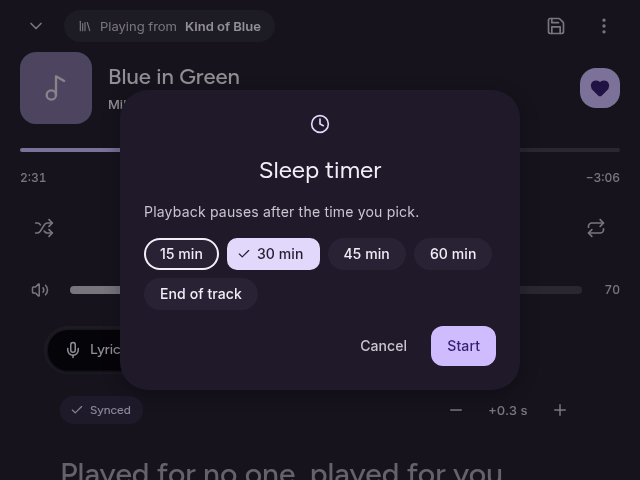 Playing from Kind of Blue
Blue in Green
Mil
2:31
−3:06
Sleep timer
Playback pauses after the time you pick.
15 min
30 min
45 min
60 min
End of track
70
Cancel
Start
Lyric
Synced
+0.3 s
Played for no one, played for you